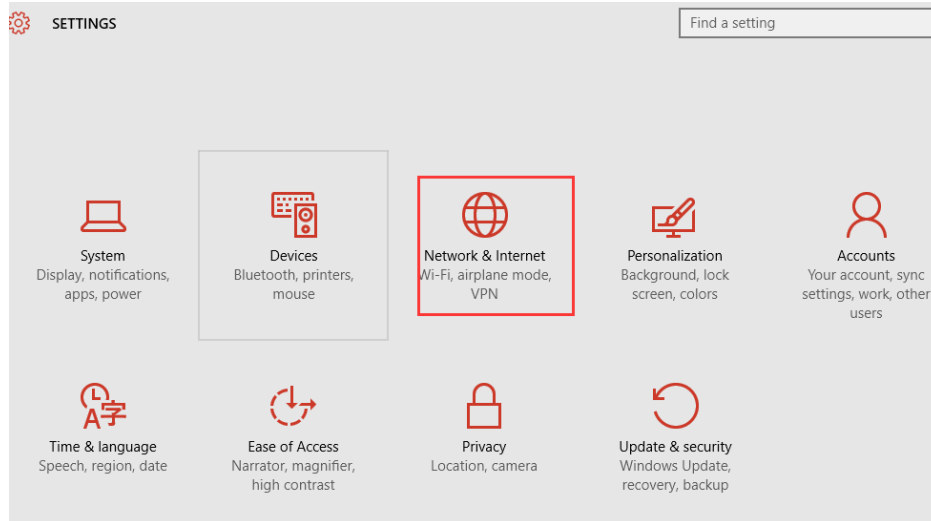 SETTINGS
Find a setting
System
Display, notifications,
apps, power
Devices
Bluetooth, printers,
mouse
Network & Internet
Wi-Fi, airplane mode,
VPN
Personalization
Background, lock
screen, colors
Accounts
Your account, sync
settings, work, other
users
A字
Time & language
Speech, region, date
Ease of Access
Narrator, magnifier,
high contrast
Privacy
Location, camera
Update & security
Windows Update,
recovery, backup